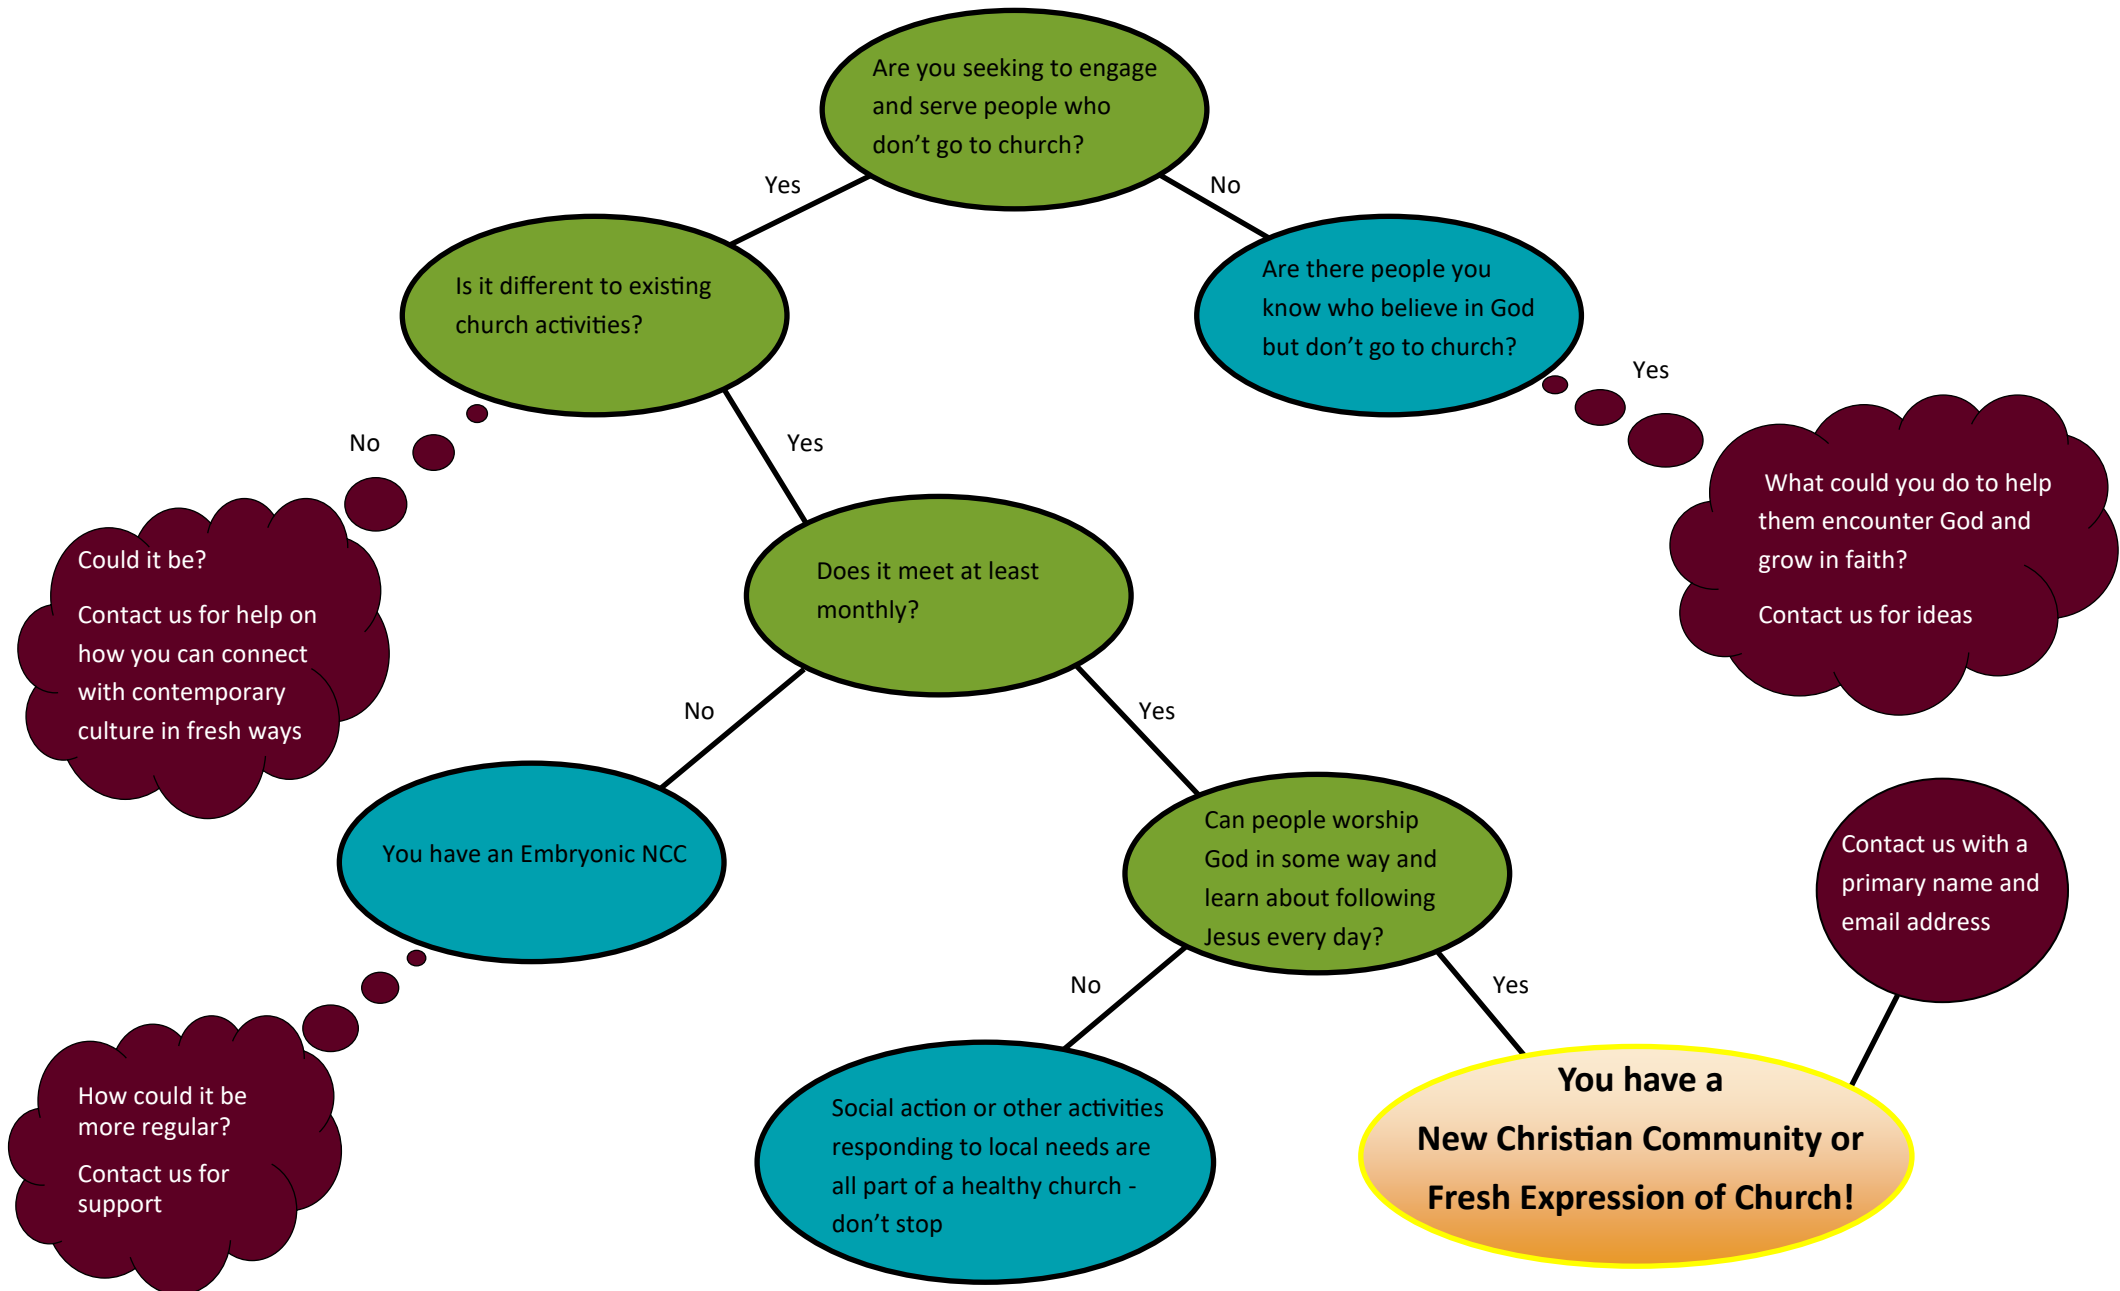 Are you seeking to engage
and serve people who
don’t go to church?
Yes
No
Is it different to existing
church activities?
Are there people you
know who believe in God
but don’t go to church?
Yes
No
Yes
What could you do to help
them encounter God and
grow in faith?
Contact us for ideas
Could it be?
Contact us for help on
how you can connect
with contemporary
culture in fresh ways
Does it meet at least
monthly?
No
Yes
You have an Embryonic NCC
Can people worship
God in some way and
learn about following
Jesus every day?
Contact us with a
primary name and
email address
No
Yes
How could it be
more regular?
Contact us for
support
Social action or other activities
responding to local needs are
all part of a healthy church -
don’t stop
You have a
New Christian Community or
Fresh Expression of Church!